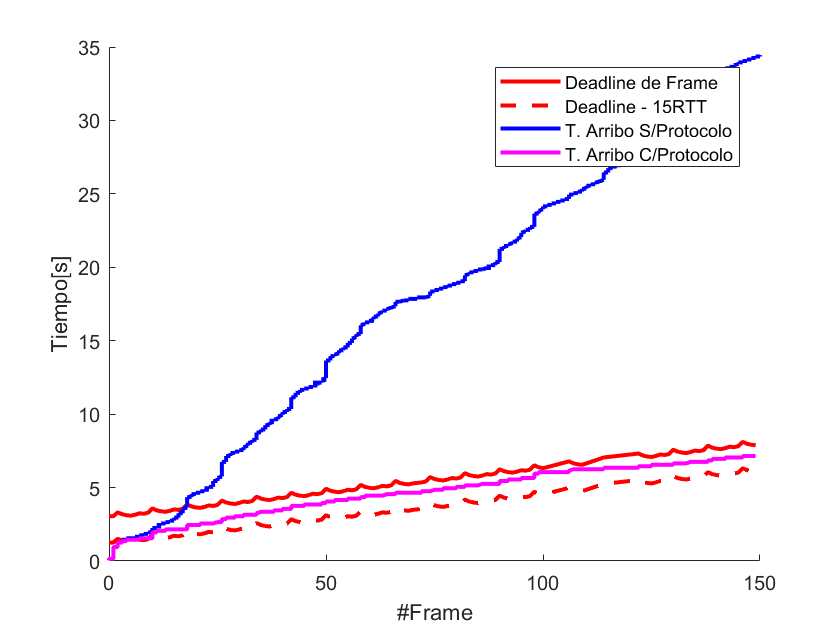 35
30
25
20
15
10
5
0
Tiempo[s]
Deadline de Frame
Deadline - 15RTT
T. Arribo S/Protocolo
T. Arribo C/Protocolo
0
50
100
150
#Frame